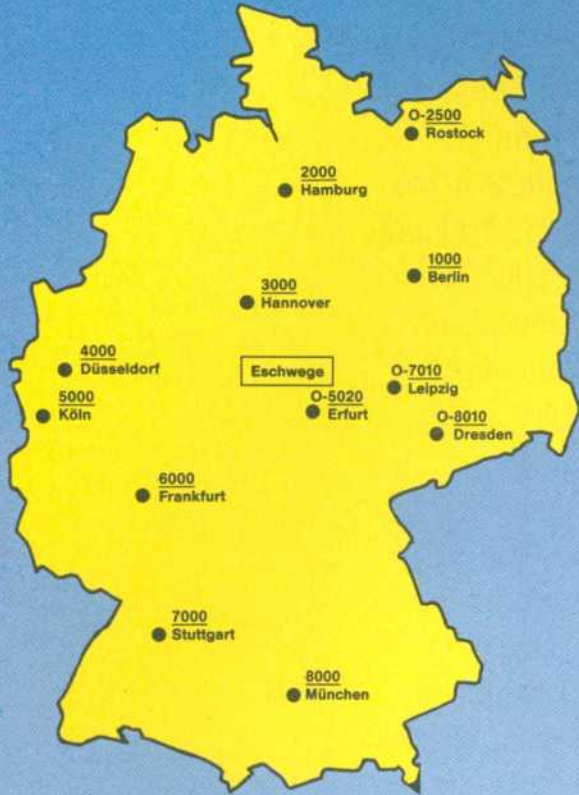 O-2500
Rostock
2000
Hamburg
1000
Berlin
3000
Hannover
4000
Düsseldorf
Eschwege
O-7010
Leipzig
5000
Köln
O-5020
Erfurt
O-8010
Dresden
6000
Frankfurt
7000
Stuttgart
8000
München